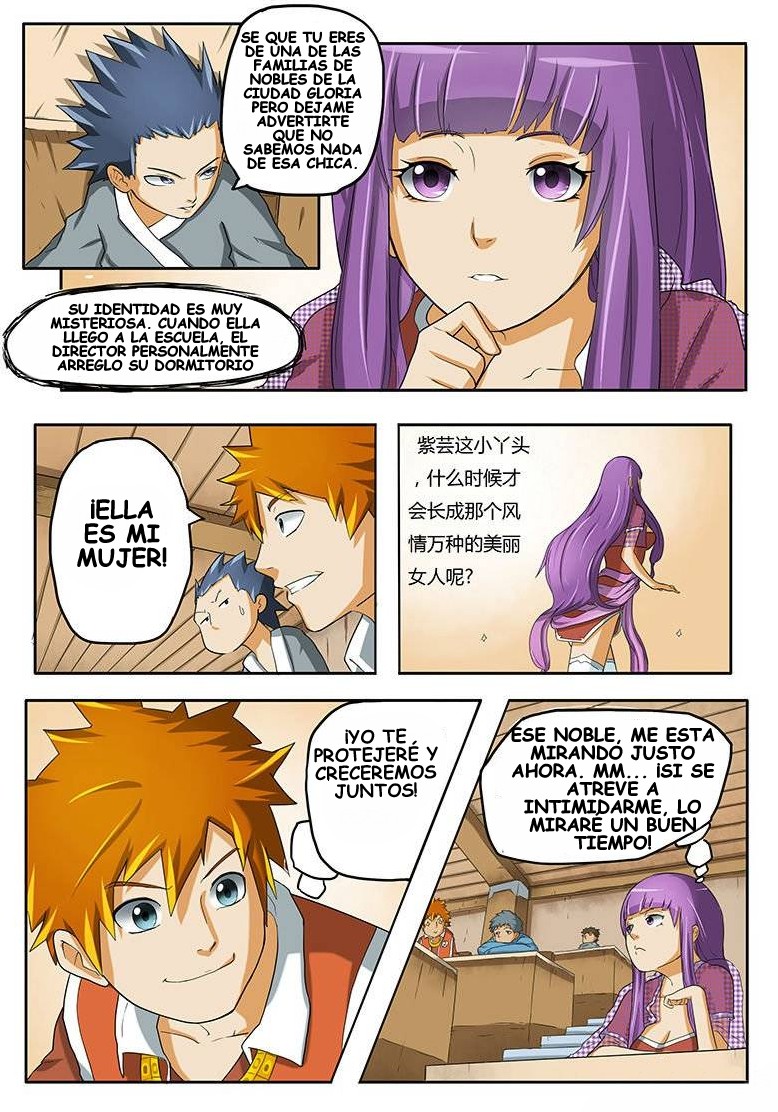 SE QUE TU ERES
DE UNA DE LAS
FAMILIAS DE
NOBLES DE LA
CIUDAD GLORIA
PERO DEJAME
ADVERTIRTE
QUE NO
SABEMOS NADA
DE ESA CHICA.
SU IDENTIDAD ES MUY
MISTERIOSA. CUANDO ELLA
LLEGO A LA ESCUELA, EL
DIRECTOR PERSONALMENTE
ARREGLO SU DORMITORIO
¡ELLA
ES MI
MUJER!
紫芸这小丫头
，什么时候才
会长成那个风
情万种的美丽
女人呢?
¡YO TE
PROTEJERÉ Y
CRECEREMOS
JUNTOS!
ESE NOBLE, ME ESTA
MIRANDO JUSTO
AHORA. MM... ¡SI SE
ATREVE A
INTIMIDARME, LO
MIRARÉ UN BUEN
TIEMPO!